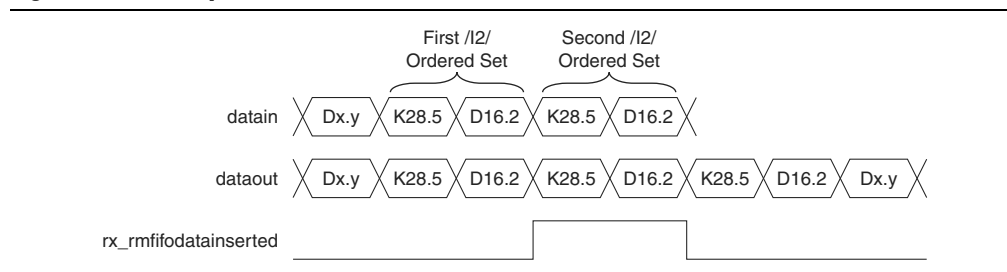 First /I2/
Ordered Set
Second /I2/
Ordered Set
datain Dx.y K28.5 D16.2 K28.5 D16.2
dataout Dx.y K28.5 D16.2 K28.5 D16.2 K28.5 D16.2 Dx.y
rx_rmfifodatainserted